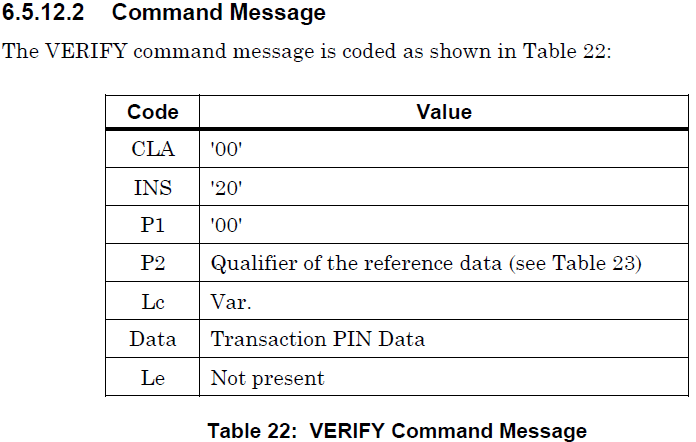 6.5.12.2 Command Message
The VERIFY command message is coded as shown in Table 22:
Code Value
CLA '00'
INS '20'
P1 '00'
P2 Qualifier of the reference data (see Table 23)
Lc Var.
Data Transaction PIN Data
Le Not present
Table 22: VERIFY Command Message